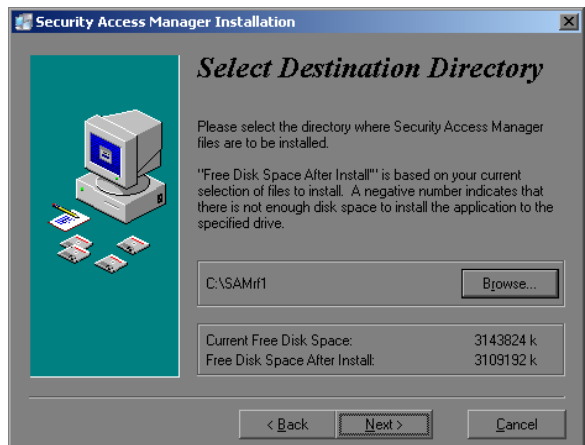 Security Access Manager Installation
Select Destination Directory
Please select the directory where Security Access Manager
files are to be installed.
"Free Disk Space After Install'" is based on your current
selection of files to install. A negative number indicates that
there is not enough disk space to install the application to the
specified drive.
C:\SAMrf1
Browse...
Current Free Disk Space: 3143824 k
Free Disk Space After Install: 3109192 k
< Back Next > Cancel